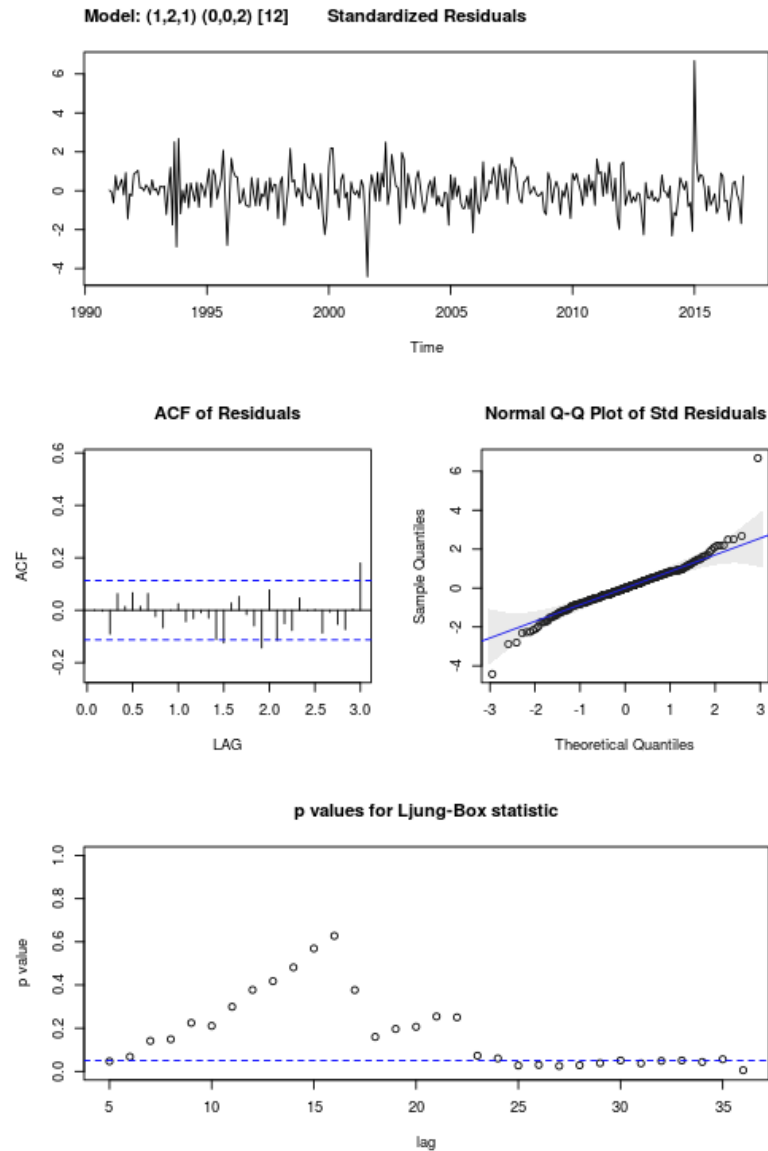 Model: (1,2,1) (0,0,2) [12] Standardized Residuals
6
4
2
0
-2
-4
1990 1995 2000 2005 2010 2015
Time
ACF of Residuals
0.6
0.4
0.2
0.0
-0.2
ACF
0.0 0.5 1.0 1.5 2.0 2.5 3.0
LAG
Normal Q-Q Plot of Std Residuals
6
4
2
0
-2
-4
Sample Quantiles
-3 -2 -1 0 1 2 3
Theoretical Quantiles
p values for Ljung-Box statistic
1.0
0.8
0.6
0.4
0.2
0.0
p value
5 10 15 20 25 30 35
lag